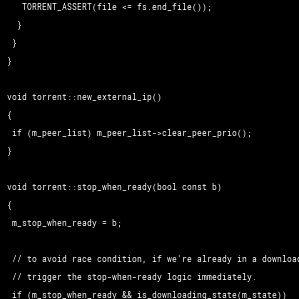 TORRENT_ASSERT(file <= fs.end_file());
}
}
}
void torrent::new_external_ip()
{
if (m_peer_list) m_peer_list->clear_peer_prio();
}
void torrent::stop_when_ready(bool const b)
{
m_stop_when_ready = b;
// to avoid race condition, if we're already in a downloa
// trigger the stop-when-ready logic immediately.
if (m_stop_when_ready && is_downloading_state(m_state))